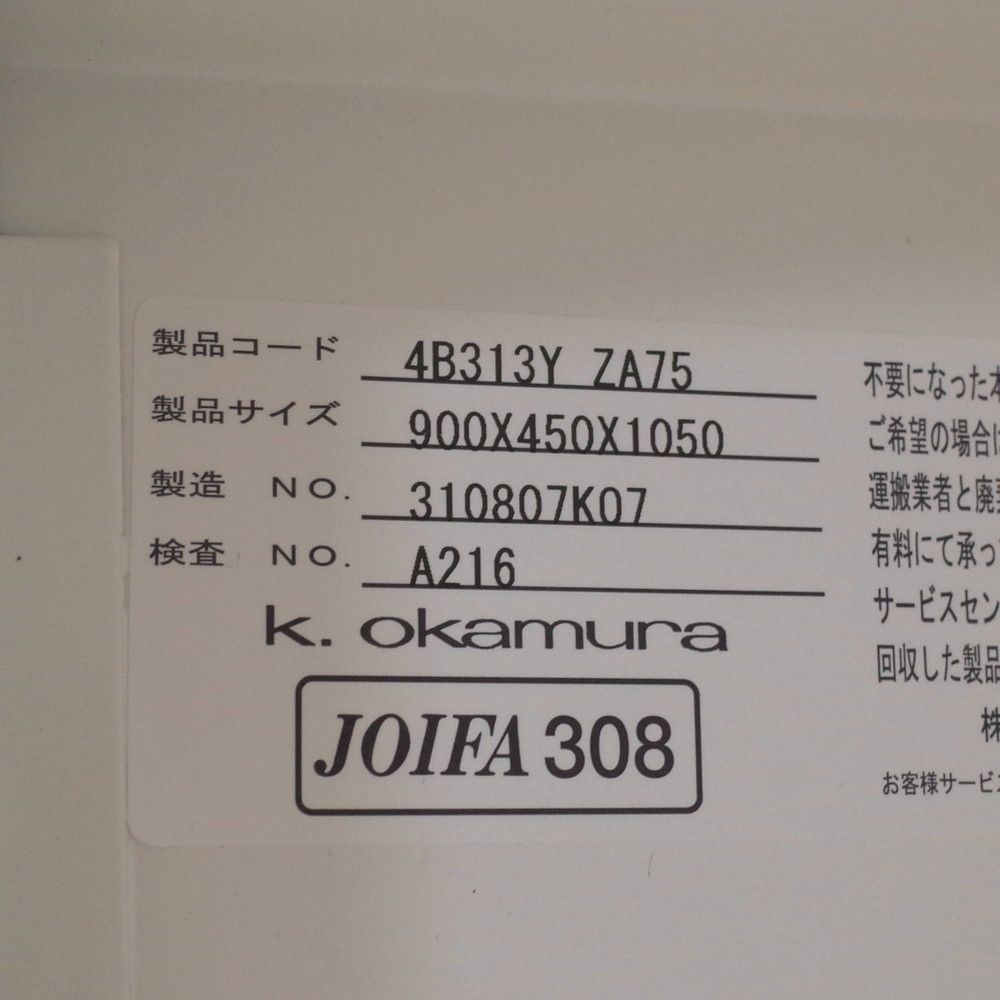 製品コード 4B313Y ZA75
製品サイズ 900X450X1050
製造 NO. 310807K07
検査 NO. A216
k. okamura
JOIFA 308
不要になった本
ご希望の場合は
運搬業者と廃棄
有料にて承っ
サービスセン
回収した製品
株
お客様サービス